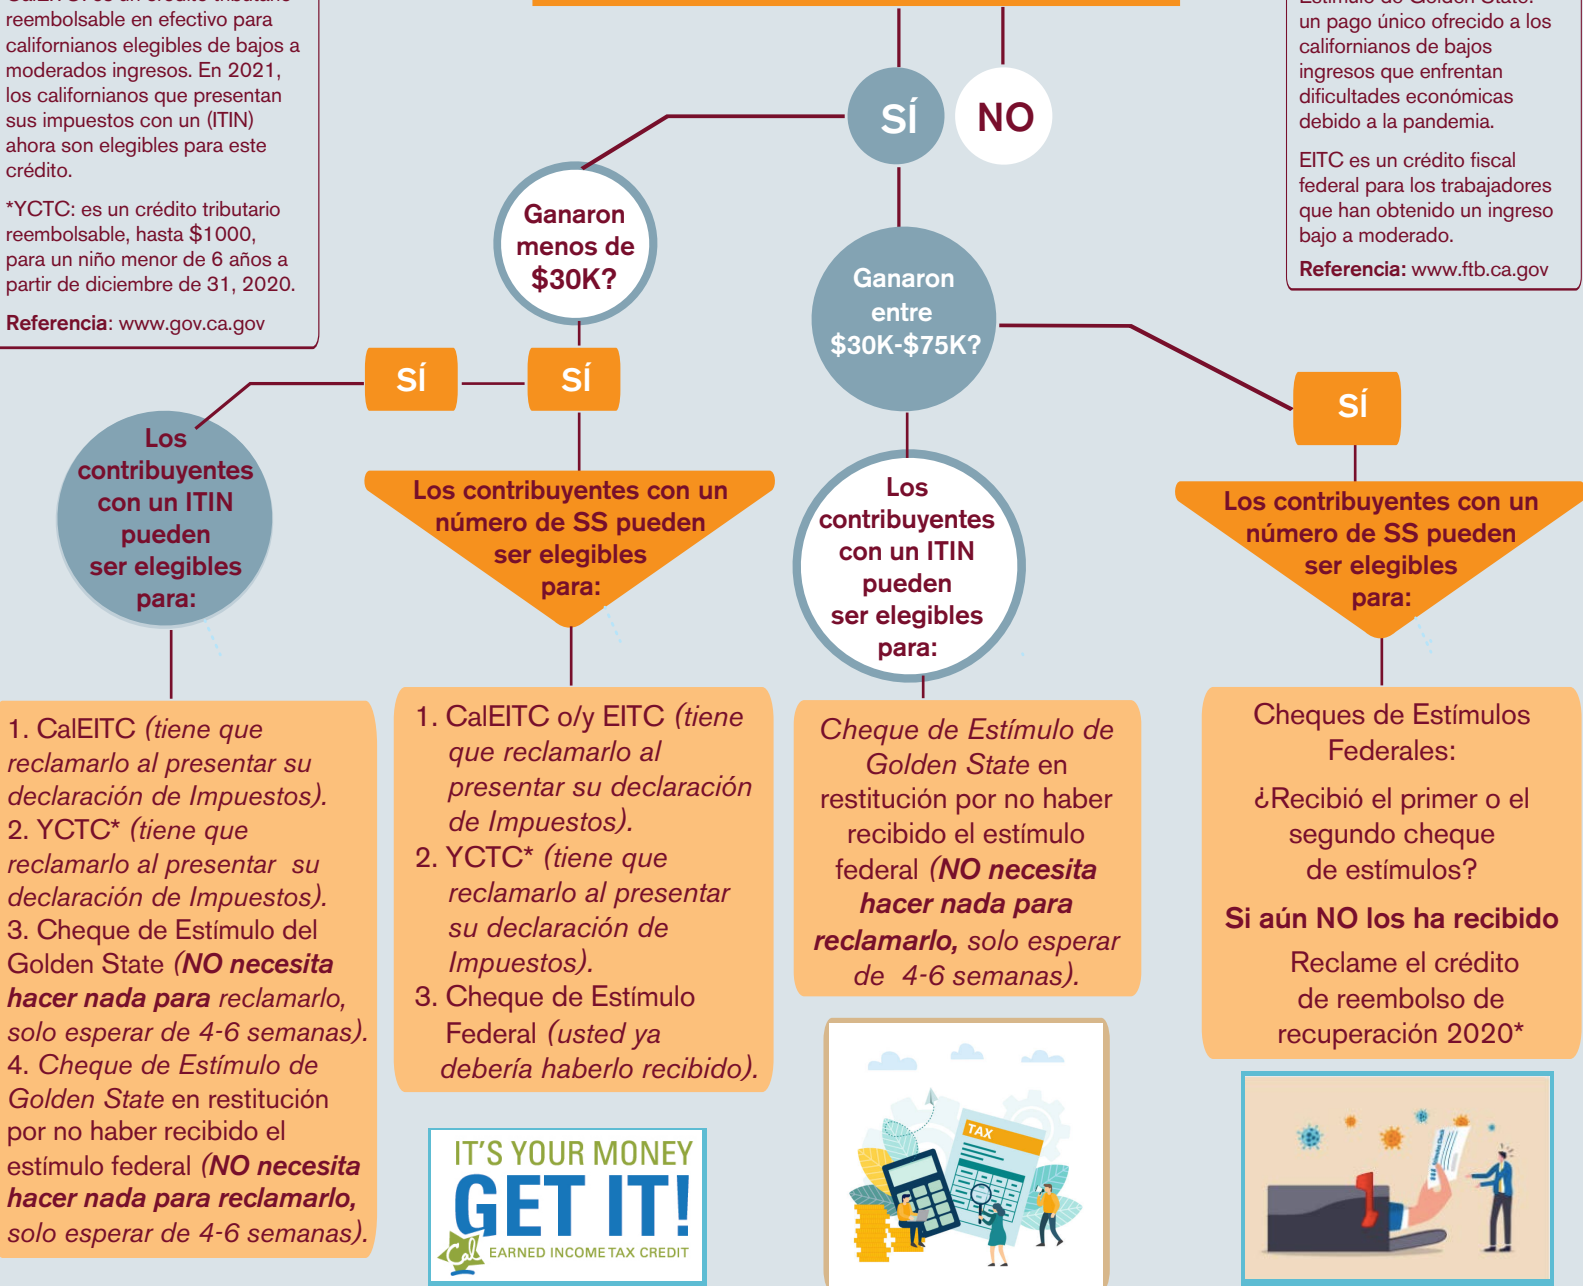 reembolsable en efectivo para
californianos elegibles de bajos a
moderados ingresos. En 2021,
los californianos que presentan
sus impuestos con un (ITIN)
ahora son elegibles para este
crédito.
*YCTC: es un crédito tributario
reembolsable, hasta $1000,
para un niño menor de 6 años a
partir de diciembre de 31, 2020.
Referencia: www.gov.ca.gov
SÍ
NO
Estímulo de Golden State:
un pago único ofrecido a los
californianos de bajos
ingresos que enfrentan
dificultades económicas
debido a la pandemia.
EITC es un crédito fiscal
federal para los trabajadores
que han obtenido un ingreso
bajo a moderado.
Referencia: www.ftb.ca.gov
Ganaron
menos de
$30K?
Ganaron
entre
$30K-$75K?
SÍ
SÍ
SÍ
Los
contribuyentes
con un ITIN
pueden
ser elegibles
para:
Los contribuyentes con un
número de SS pueden
ser elegibles
para:
Los
contribuyentes
con un ITIN
pueden
ser elegibles
para:
Los contribuyentes con un
número de SS pueden
ser elegibles
para:
1. CalEITC (tiene que
reclamarlo al presentar su
declaración de Impuestos).
2. YCTC* (tiene que
reclamarlo al presentar su
declaración de Impuestos).
3. Cheque de Estímulo del
Golden State (NO necesita
hacer nada para reclamarlo,
solo esperar de 4-6 semanas).
4. Cheque de Estímulo de
Golden State en restitución
por no haber recibido el
estímulo federal (NO necesita
hacer nada para reclamarlo,
solo esperar de 4-6 semanas).
1. CalEITC o/y EITC (tiene
que reclamarlo al
presentar su declaración
de Impuestos).
2. YCTC* (tiene que
reclamarlo al presentar
su declaración de
Impuestos).
3. Cheque de Estímulo
Federal (usted ya
debería haberlo recibido).
Cheque de Estímulo de
Golden State en
restitución por no haber
recibido el estímulo
federal (NO necesita
hacer nada para
reclamarlo, solo esperar
de 4-6 semanas).
Cheques de Estímulos
Federales:
¿Recibió el primer o el
segundo cheque
de estímulos?
Si aún NO los ha recibido
Reclame el crédito
de reembolso de
recuperación 2020*
IT'S YOUR MONEY
GET IT!
Cal
EARNED INCOME TAX CREDIT
TAX